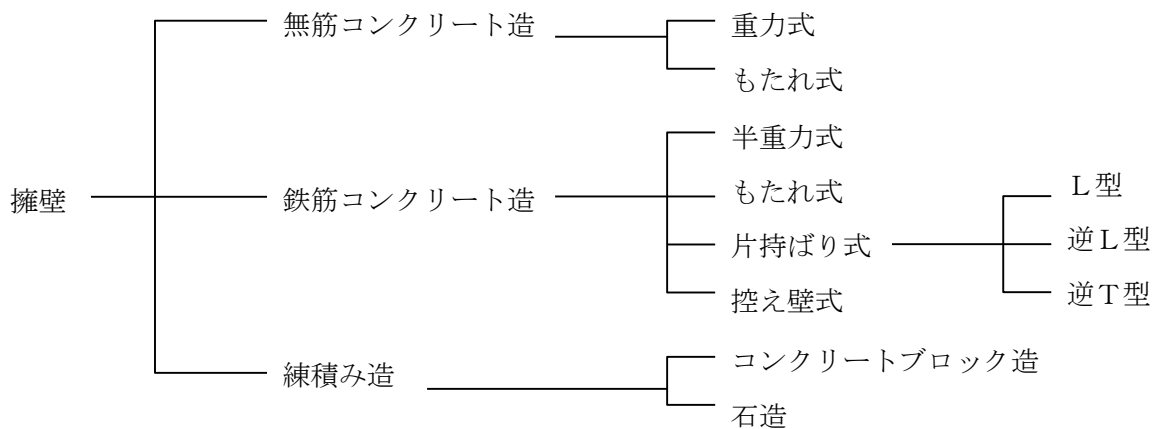 擁壁
無筋コンクリート造
重力式
もたれ式
鉄筋コンクリート造
半重力式
もたれ式
片持ばり式
L型
逆L型
逆T型
控え壁式
練積み造
コンクリートブロック造
石造